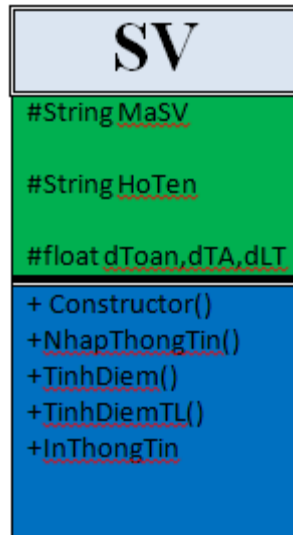 SV
#String MaSV
#String HoTen
#float dToan,dTA,dLT
+ Constructor()
+NhapThongTin()
+TinhDiem()
+TinhDiemTL()
+InThongTin